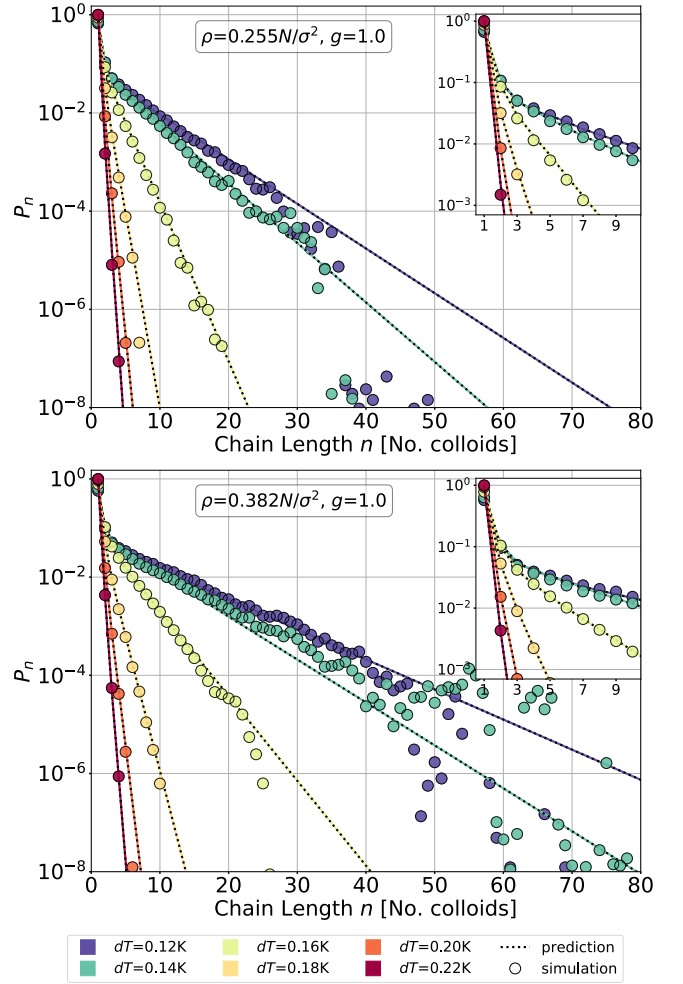 ρ=0.255N/σ², g=1.0
10⁰
10⁻²
10⁻⁴
10⁻⁶
10⁻⁸
Pₙ
0 10 20 30 40 50 60 70 80
Chain Length n [No. colloids]
10⁰
10⁻¹
10⁻²
10⁻³
1 3 5 7 9
ρ=0.382N/σ², g=1.0
10⁰
10⁻²
10⁻⁴
10⁻⁶
10⁻⁸
Pₙ
0 10 20 30 40 50 60 70 80
Chain Length n [No. colloids]
10⁰
10⁻¹
10⁻²
10⁻³
1 3 5 7 9
dT=0.12K dT=0.16K dT=0.20K prediction
dT=0.14K dT=0.18K dT=0.22K simulation